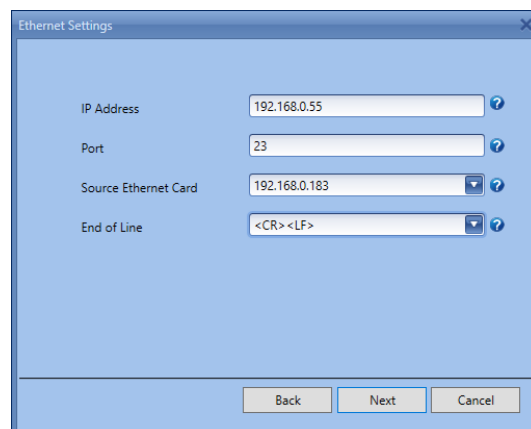 Ethernet Settings
IP Address 192.168.0.55
Port 23
Source Ethernet Card 192.168.0.183
End of Line <CR><LF>
Back Next Cancel